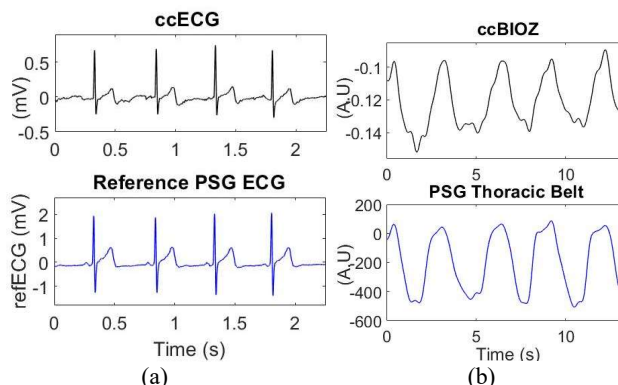 ccECG
(mV)
0.5
0
-0.5
0 0.5 1 1.5 2
Reference PSG ECG
refECG (mV)
2
1
0
-1
0 0.5 1 1.5 2
Time (s)
(a)
ccBIOZ
(A,U)
-0.1
-0.12
-0.14
0 5 10
PSG Thoracic Belt
(A,U)
200
0
-200
-400
-600
0 5 10
Time (s)
(b)